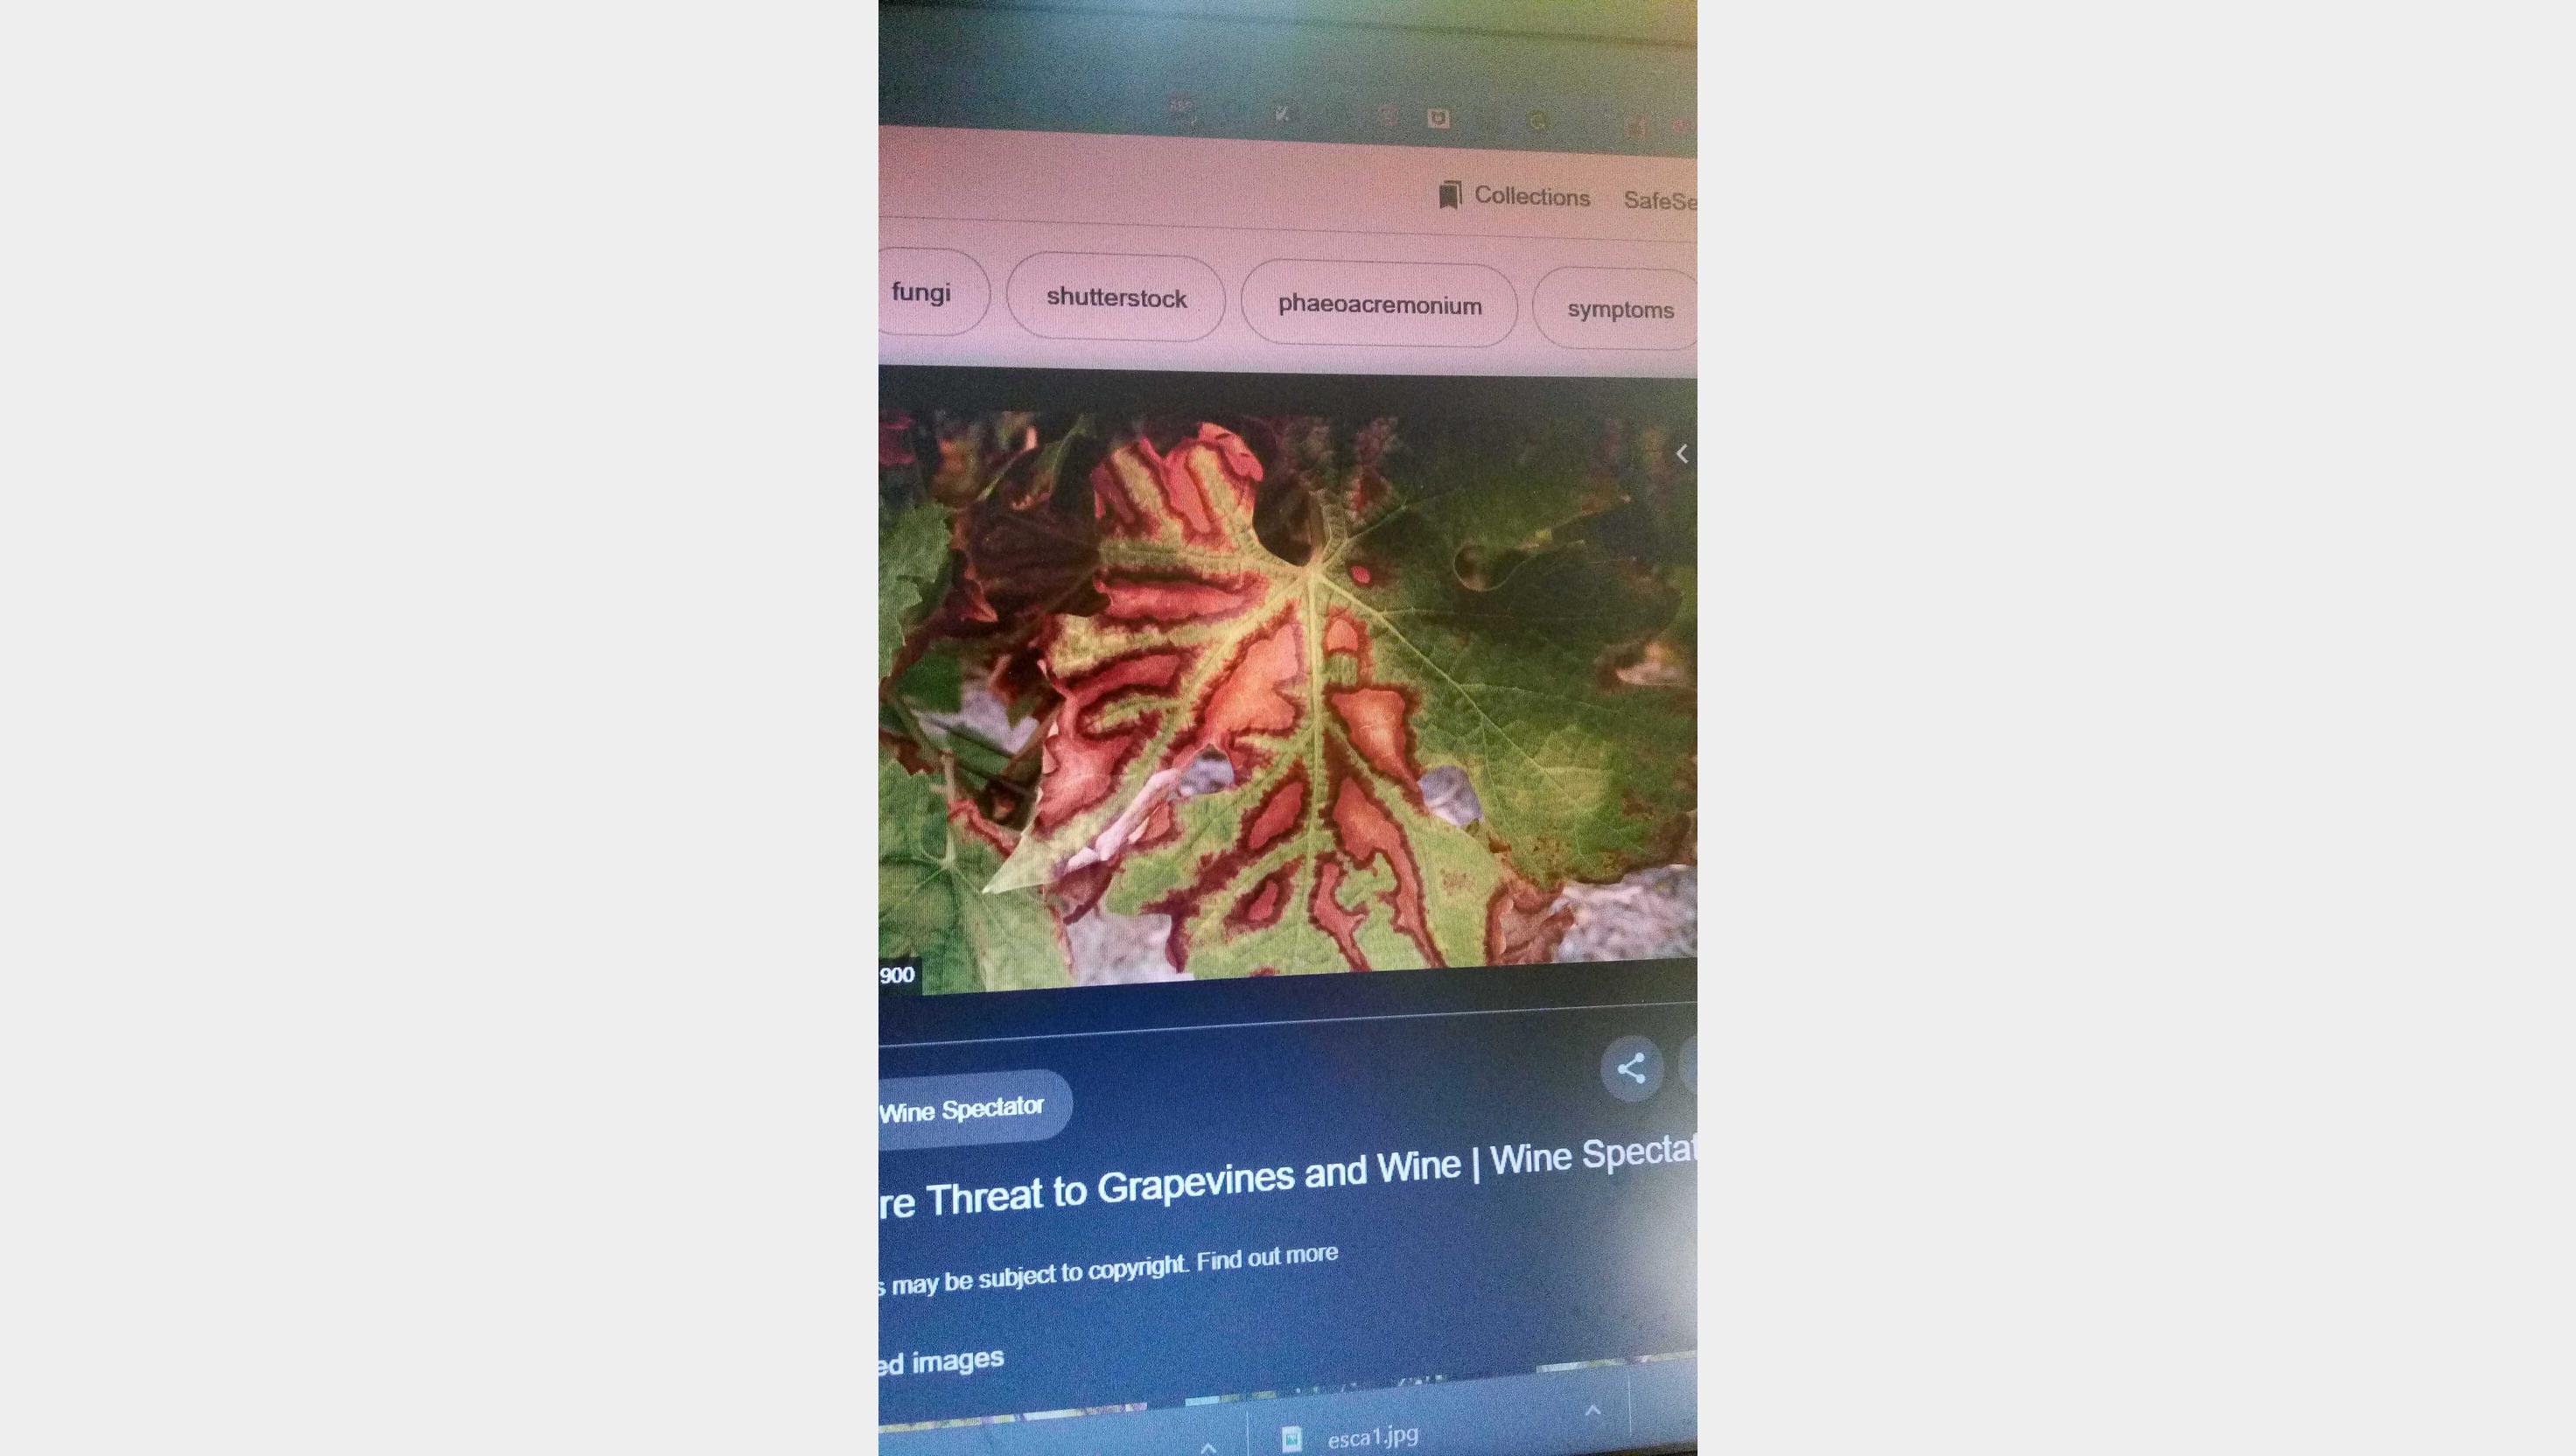 Collections SafeSe
fungi shutterstock phaeoacremonium symptoms
900
Wine Spectator
re Threat to Grapevines and Wine | Wine Spectat
s may be subject to copyright. Find out more
ed images
esca1.jpg